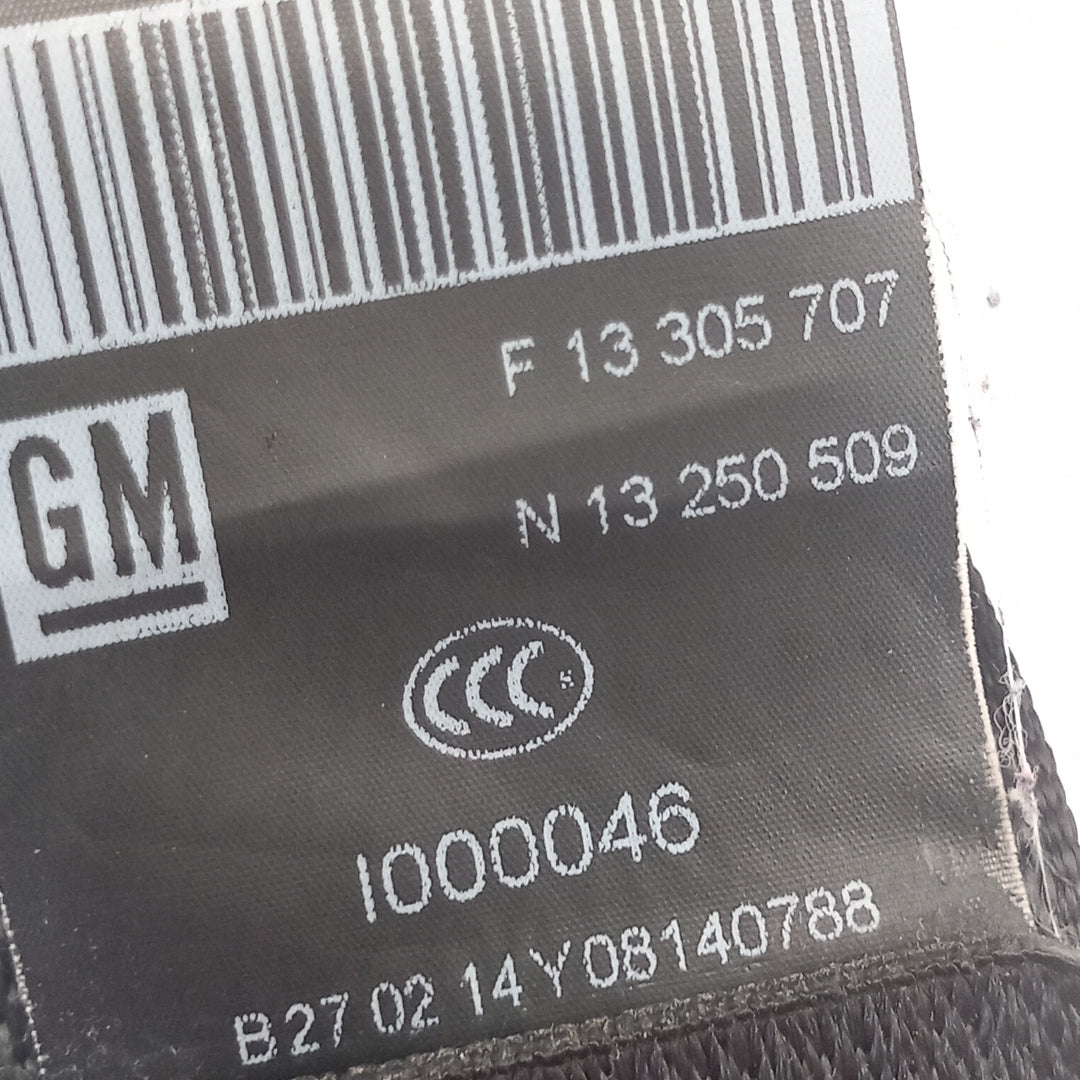 F 13 305 707
GM
N 13 250 509
CCC S
I000046
B27 02 14Y08140788